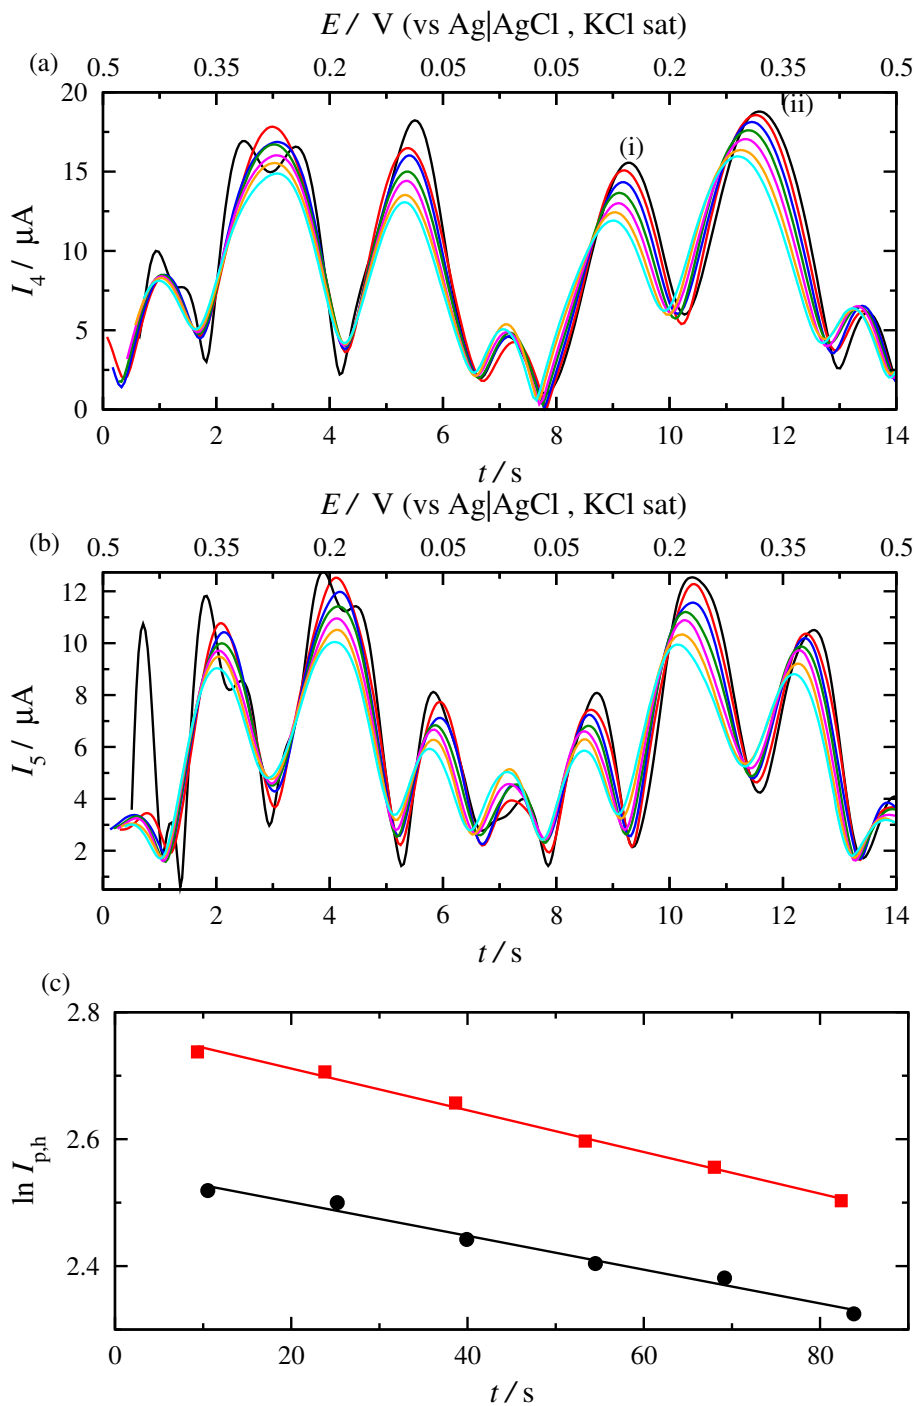 E / V (vs Ag|AgCl , KCl sat)
(a)
0.5 0.35 0.2 0.05 0.05 0.2 0.35 0.5
20
15
10
5
0
I4 / μA
(i)
(ii)
0 2 4 6 8 10 12 14
t / s
E / V (vs Ag|AgCl , KCl sat)
(b)
0.5 0.35 0.2 0.05 0.05 0.2 0.35 0.5
12
10
8
6
4
2
I5 / μA
0 2 4 6 8 10 12 14
t / s
(c)
2.8
2.6
2.4
ln Ip,h
0 20 40 60 80
t / s